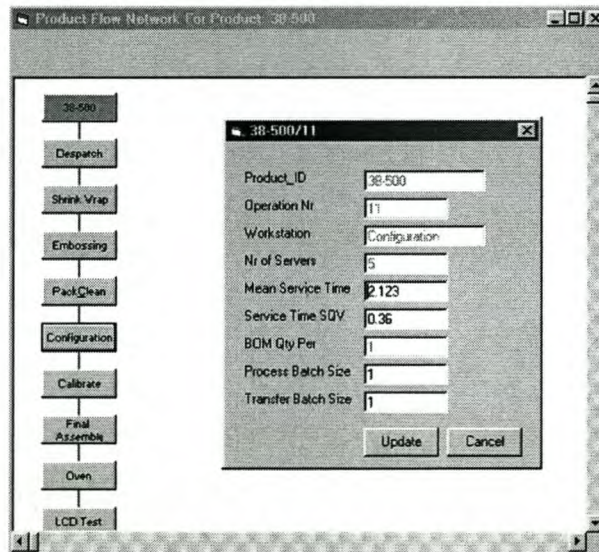 Product Flow Network For Product: 38-500
38-500
Despatch
Shrink Wrap
Embossing
PackClean
Configuration
Calibrate
Final
Assemble
Oven
LCD Test
38-500/11
Product_ID 38-500
Operation Nr 11
Workstation Configuration
Nr of Servers 5
Mean Service Time 2.123
Service Time SQV 0.36
BOM Qty Per 1
Process Batch Size 1
Transfer Batch Size 1
Update Cancel